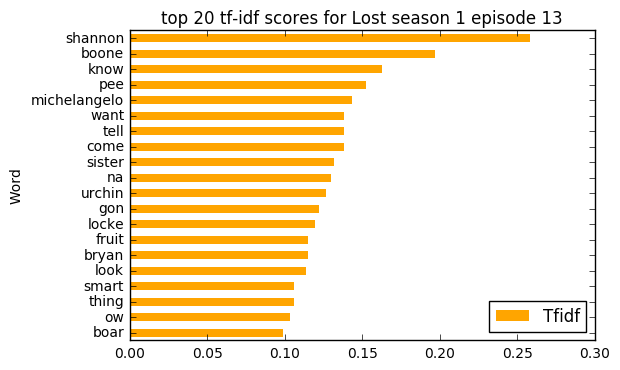 top 20 tf-idf scores for Lost season 1 episode 13
Word
shannon
boone
know
pee
michelangelo
want
tell
come
sister
na
urchin
gon
locke
fruit
bryan
look
smart
thing
ow
boar
Tfidf
0.00 0.05 0.10 0.15 0.20 0.25 0.30